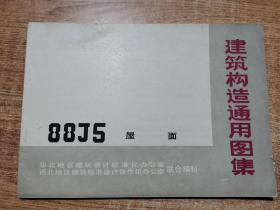 建筑构造通用图集
88J5 屋面
华北地区建筑设计标准化办公室
西北地区建筑标准设计协作组办公室 联合编制